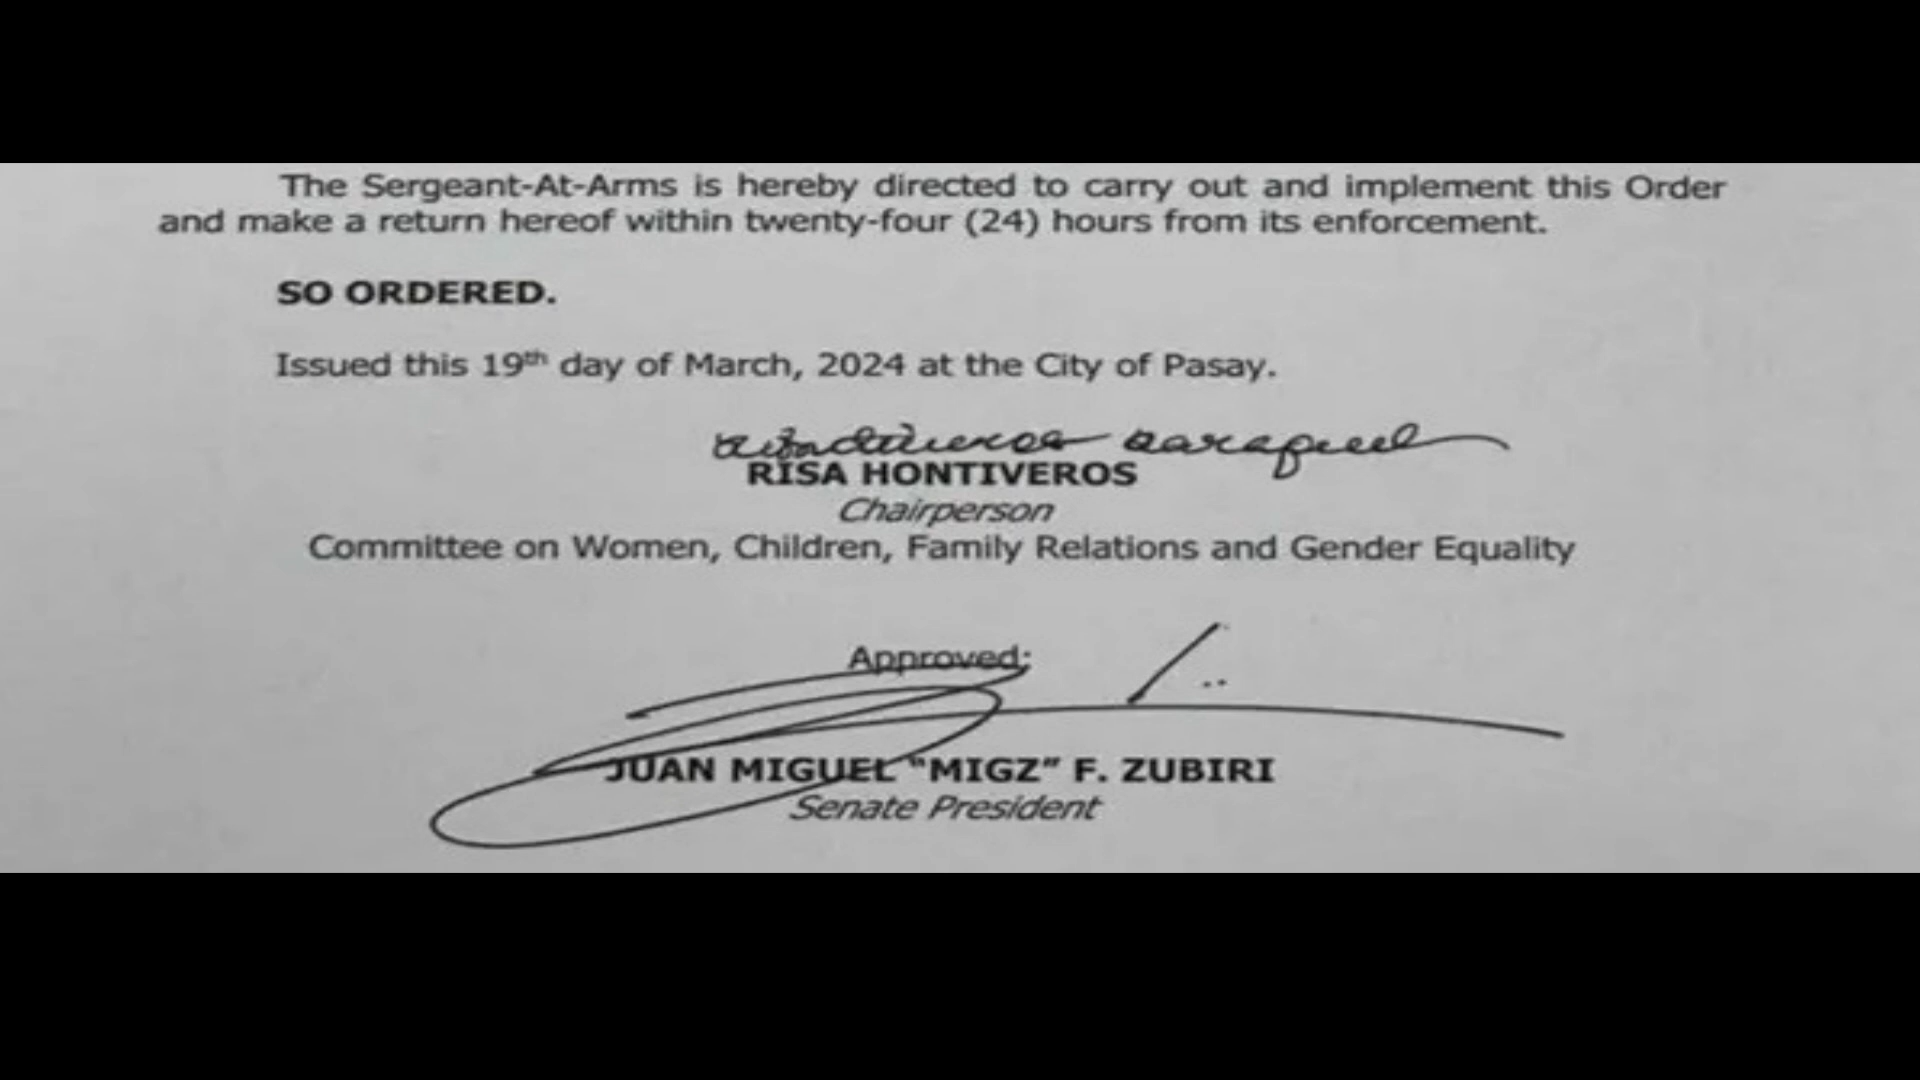 The Sergeant-At-Arms is hereby directed to carry out and implement this Order
and make a return hereof within twenty-four (24) hours from its enforcement.
SO ORDERED.
Issued this 19th day of March, 2024 at the City of Pasay.
RISA HONTIVEROS
Chairperson
Committee on Women, Children, Family Relations and Gender Equality
Approved:
JUAN MIGUEL “MIGZ” F. ZUBIRI
Senate President